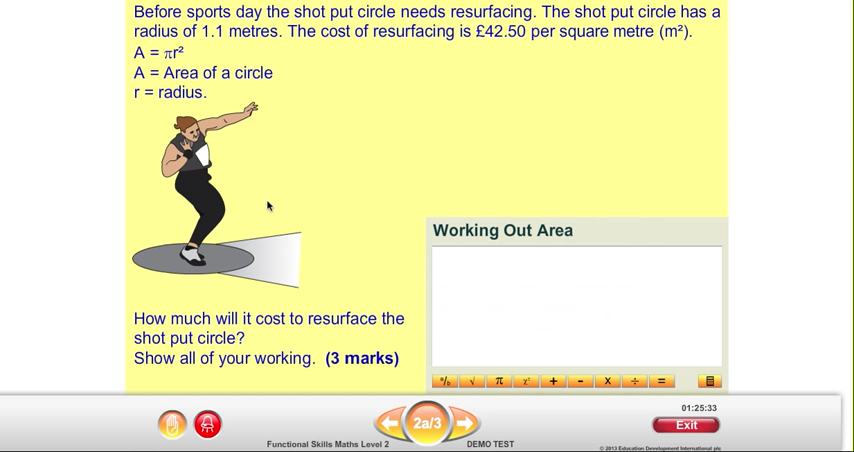 Before sports day the shot put circle needs resurfacing. The shot put circle has a
radius of 1.1 metres. The cost of resurfacing is £42.50 per square metre (m²).
A = πr²
A = Area of a circle
r = radius.
Working Out Area
How much will it cost to resurface the
shot put circle?
Show all of your working. (3 marks)
a/b √ π x² + - x ÷ =
01:25:33
2a/3
Exit
Functional Skills Maths Level 2 DEMO TEST
© 2013 Education Development International plc